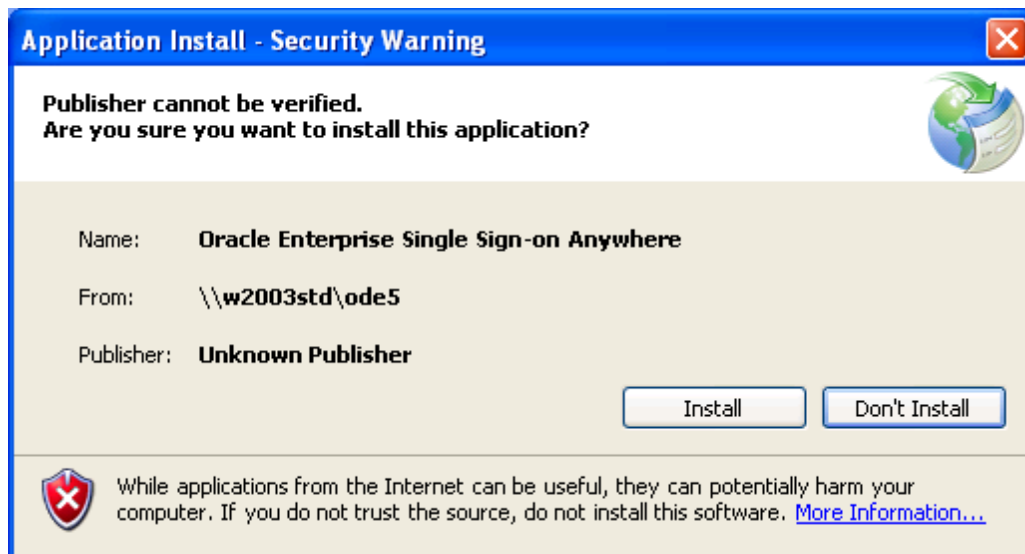 Application Install - Security Warning
Publisher cannot be verified.
Are you sure you want to install this application?
Name: Oracle Enterprise Single Sign-on Anywhere
From: \\w2003std\ode5
Publisher: Unknown Publisher
Install Don't Install
While applications from the Internet can be useful, they can potentially harm your
computer. If you do not trust the source, do not install this software. More Information...